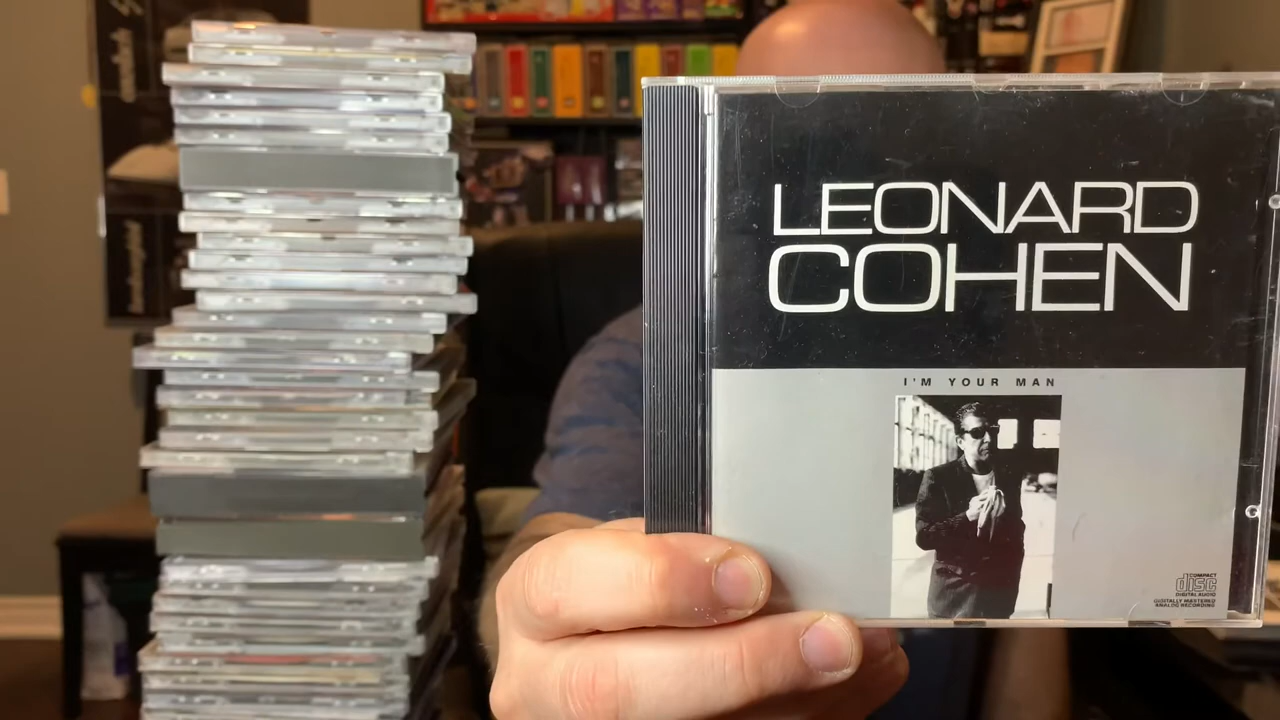 LEONARD
COHEN
I'M YOUR MAN
COMPACT
disc
DIGITAL AUDIO
DIGITALLY MASTERED
ANALOG RECORDING